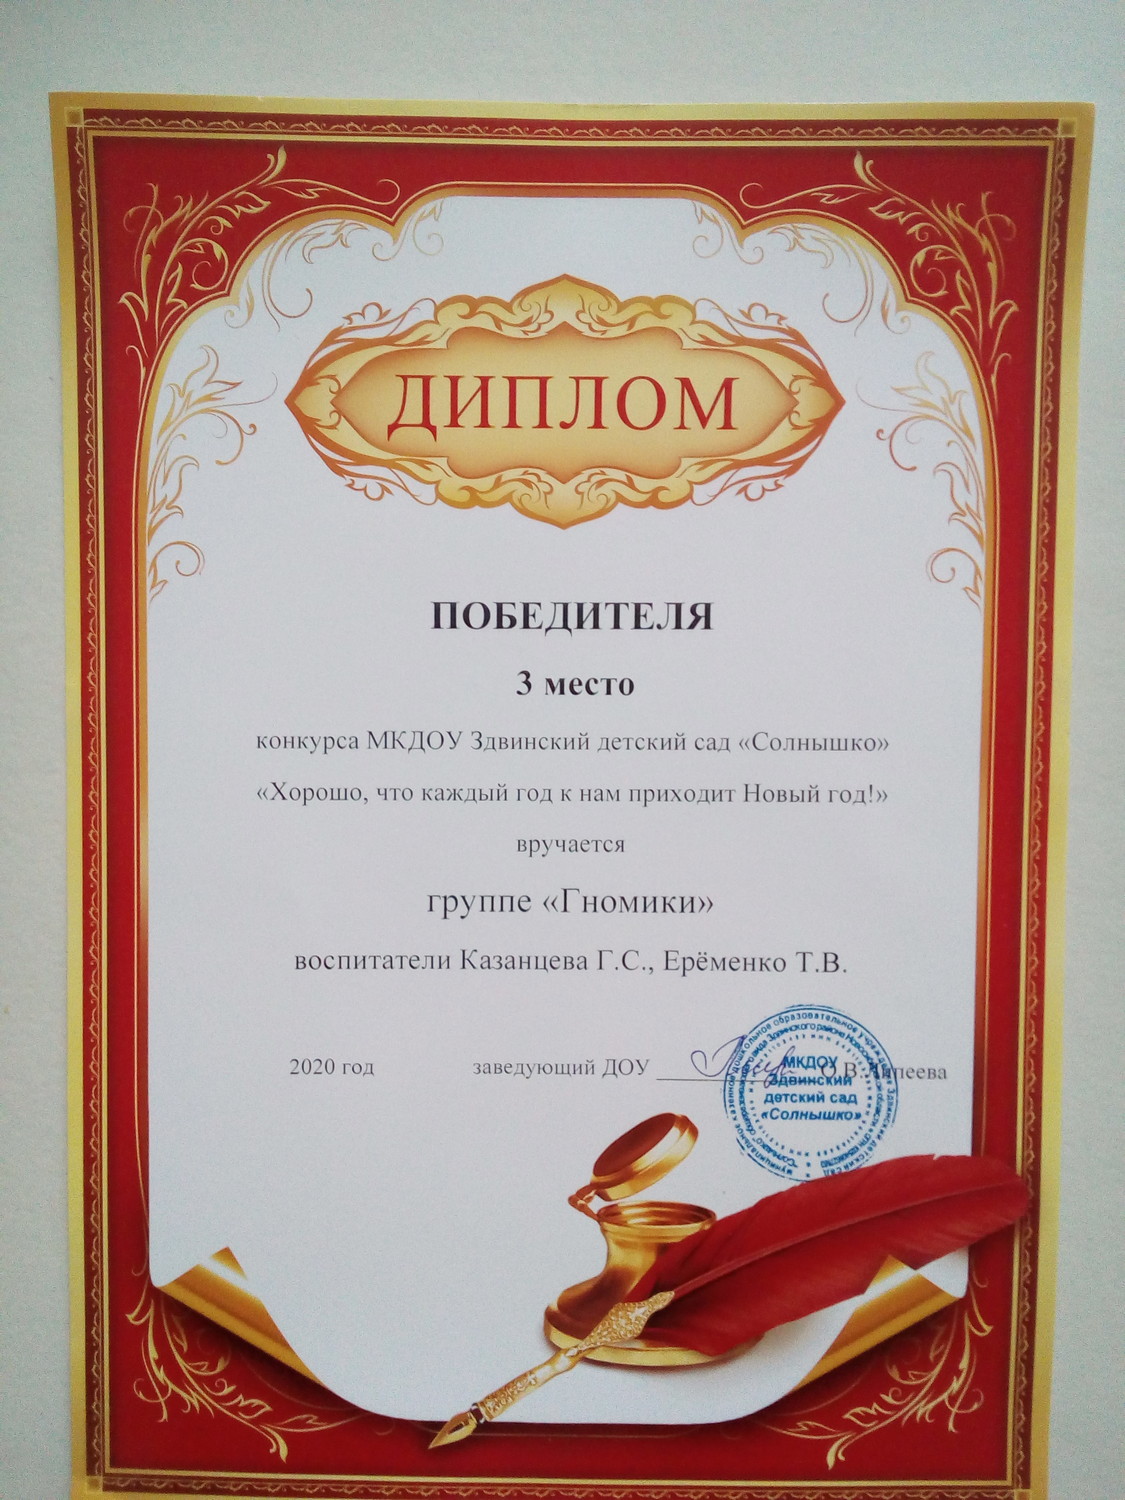 ДИПЛОМ
ПОБЕДИТЕЛЯ
3 место
конкурса МКДОУ Здвинский детский сад «Солнышко»
«Хорошо, что каждый год к нам приходит Новый год!»
вручается
группе «Гномики»
воспитатели Казанцева Г.С., Ерёменко Т.В.
2020 год заведующий ДОУ О.В.
МКДОУ
Здвинский
детский сад
«Солнышко»